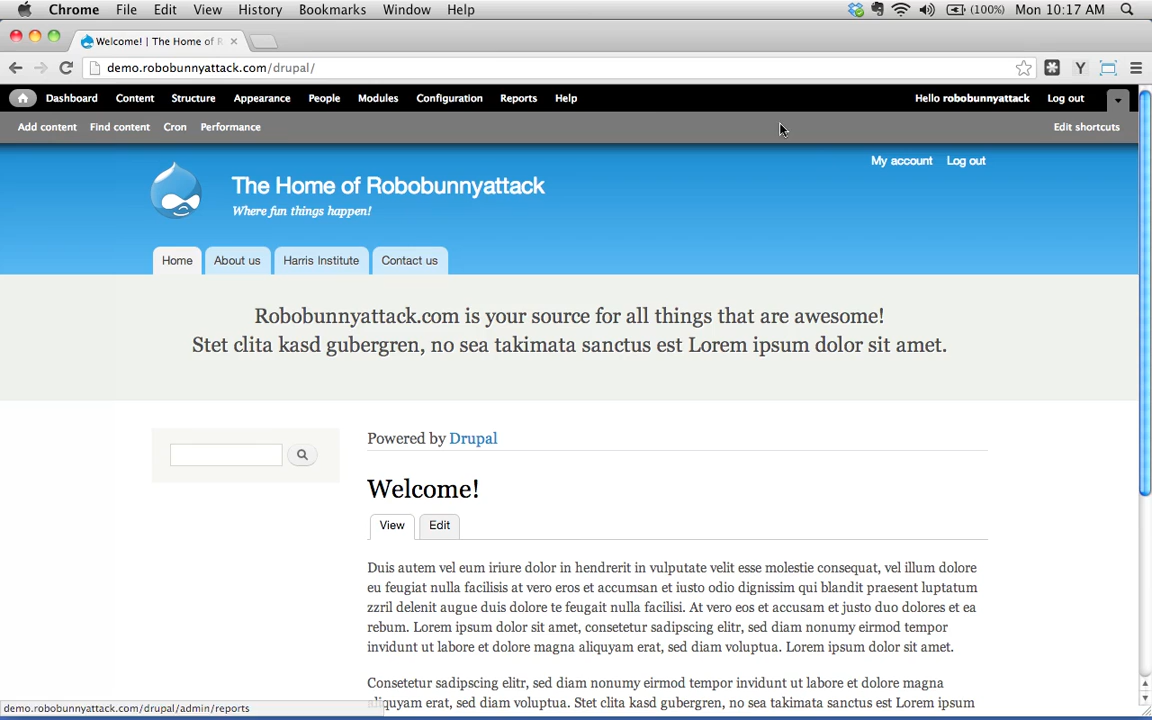 Chrome File Edit View History Bookmarks Window Help (100%) Mon 10:17 AM
Welcome! | The Home of R
demo.robobunnyattack.com/drupal/
Dashboard Content Structure Appearance People Modules Configuration Reports Help Hello robobunnyattack Log out
Add content Find content Cron Performance Edit shortcuts
My account Log out
The Home of Robobunnyattack
Where fun things happen!
Home About us Harris Institute Contact us
Robobunnyattack.com is your source for all things that are awesome!
Stet clita kasd gubergren, no sea takimata sanctus est Lorem ipsum dolor sit amet.
Powered by Drupal
Welcome!
View Edit
Duis autem vel eum iriure dolor in hendrerit in vulputate velit esse molestie consequat, vel illum dolore
eu feugiat nulla facilisis at vero eros et accumsan et iusto odio dignissim qui blandit praesent luptatum
zzril delenit augue duis dolore te feugait nulla facilisi. At vero eos et accusam et justo duo dolores et ea
rebum. Lorem ipsum dolor sit amet, consetetur sadipscing elitr, sed diam nonumy eirmod tempor
invidunt ut labore et dolore magna aliquyam erat, sed diam voluptua. Lorem ipsum dolor sit amet.
Consetetur sadipscing elitr, sed diam nonumy eirmod tempor invidunt ut labore et dolore magna
aliquyam erat, sed diam voluptua. Stet clita kasd gubergren, no sea takimata sanctus est Lorem ipsum
demo.robobunnyattack.com/drupal/admin/reports